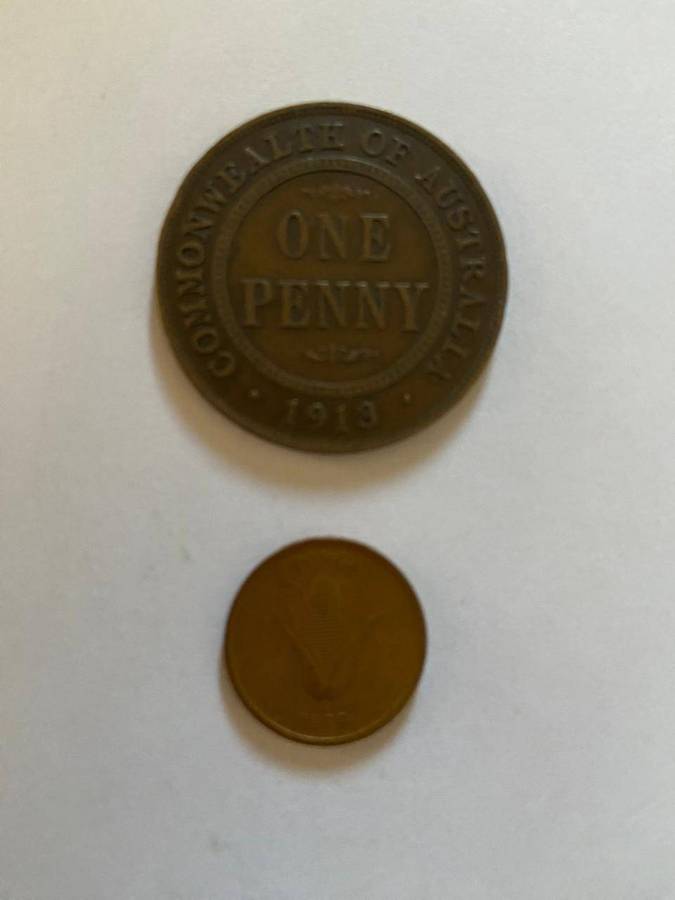 COMMONWEALTH OF AUSTRALIA
ONE
PENNY
1913